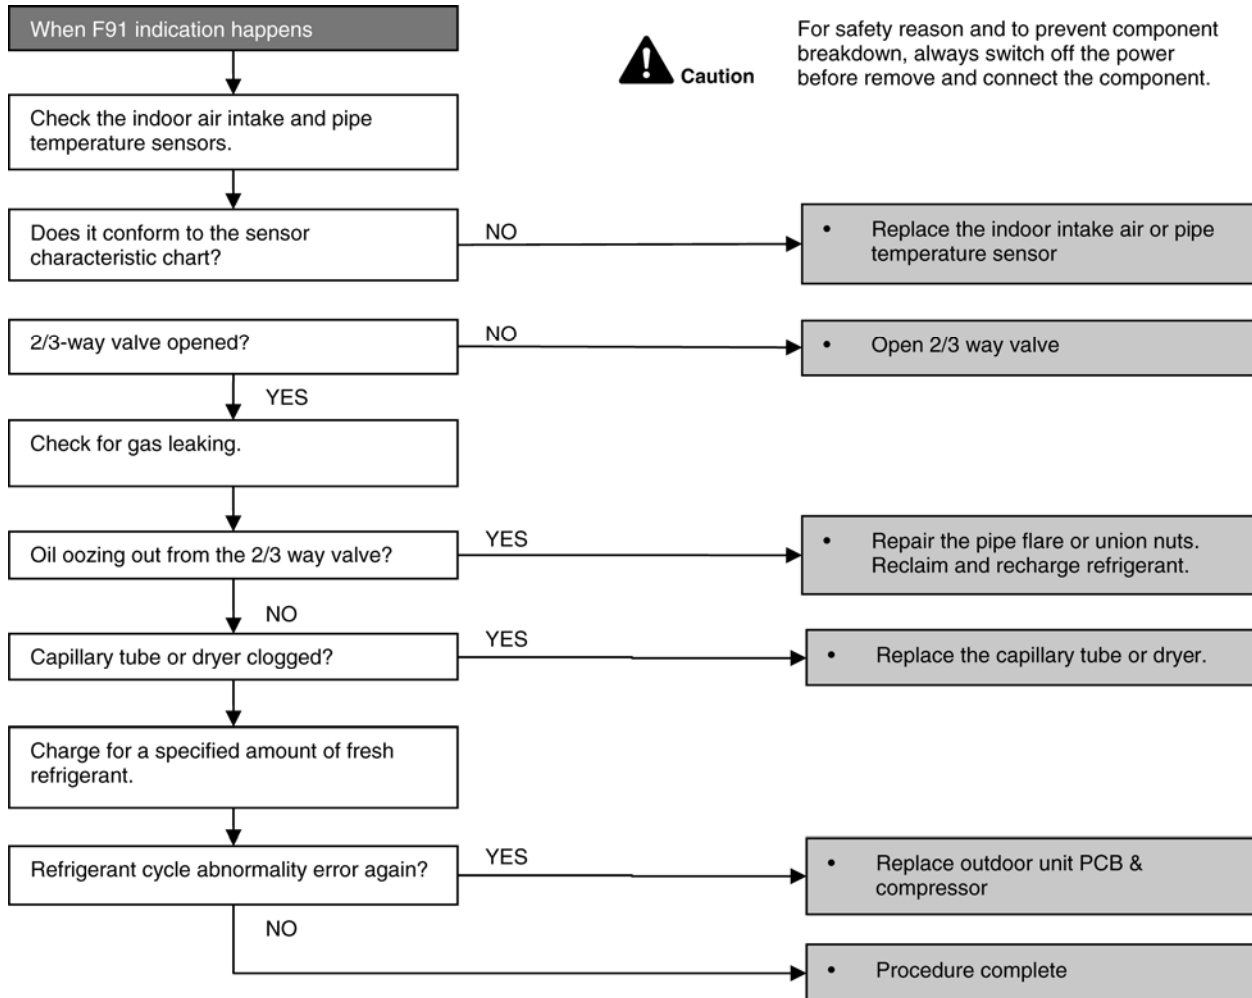 When F91 indication happens
For safety reason and to prevent component
breakdown, always switch off the power
before remove and connect the component.
Caution
Check the indoor air intake and pipe
temperature sensors.
Does it conform to the sensor
characteristic chart?
NO
• Replace the indoor intake air or pipe
temperature sensor
2/3-way valve opened?
NO
• Open 2/3 way valve
YES
Check for gas leaking.
Oil oozing out from the 2/3 way valve?
YES
• Repair the pipe flare or union nuts.
Reclaim and recharge refrigerant.
NO
Capillary tube or dryer clogged?
YES
• Replace the capillary tube or dryer.
Charge for a specified amount of fresh
refrigerant.
Refrigerant cycle abnormality error again?
YES
• Replace outdoor unit PCB &
compressor
NO
• Procedure complete